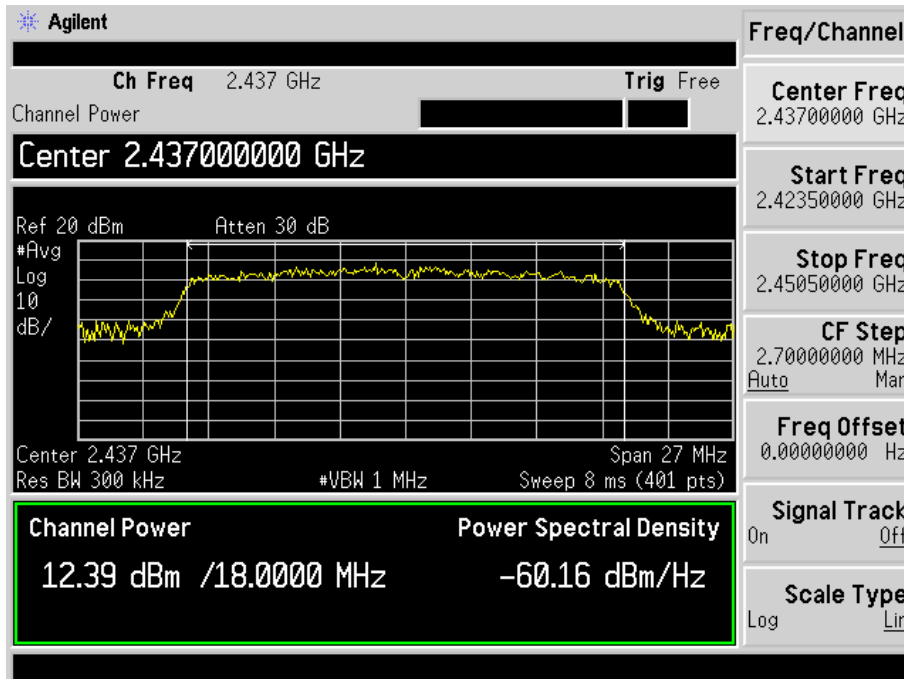 Agilent
Freq/Channel
Ch Freq 2.437 GHz Trig Free
Channel Power
Center 2.437000000 GHz
Ref 20 dBm Atten 30 dB
#Avg
Log
10
dB/
Center 2.437 GHz Span 27 MHz
Res BW 300 kHz #VBW 1 MHz Sweep 8 ms (401 pts)
Channel Power Power Spectral Density
12.39 dBm /18.0000 MHz -60.16 dBm/Hz
Center Freq
2.43700000 GHz
Start Freq
2.42350000 GHz
Stop Freq
2.45050000 GHz
CF Step
2.70000000 MHz
Auto Man
Freq Offset
0.00000000 Hz
Signal Track
On Off
Scale Type
Log Lin